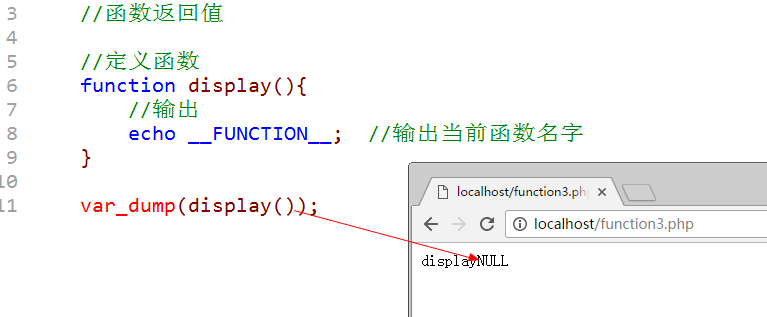 3 //函数返回值
4
5 //定义函数
6 function display(){
7 //输出
8 echo __FUNCTION__; //输出当前函数名字
9 }
10
11 var_dump(display());
localhost/function3.php
localhost/function3.php
displayNULL